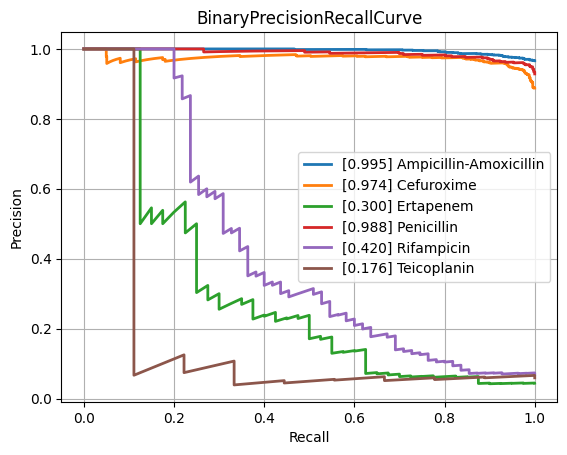 BinaryPrecisionRecallCurve
Precision
1.0
0.8
0.6
0.4
0.2
0.0
[0.995] Ampicillin-Amoxicillin
[0.974] Cefuroxime
[0.300] Ertapenem
[0.988] Penicillin
[0.420] Rifampicin
[0.176] Teicoplanin
0.0 0.2 0.4 0.6 0.8 1.0
Recall